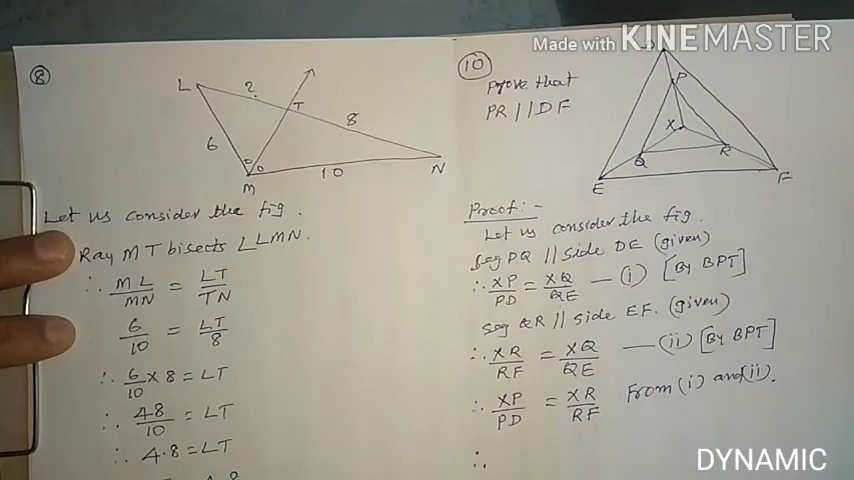 Made with KINEMASTER
8
L
2
T
8
6
M
10
N
Let us consider the fig.
Ray MT bisects ∠LMN.
∴ ML/MN = LT/TN
6/10 = LT/8
∴ 6/10 × 8 = LT
∴ 48/10 = LT
∴ 4.8 = LT
10
Prove that
PR // DF
D
P
X
Q
R
E
F
Proof:-
Let us consider the fig.
seg PQ // side DE (given)
∴ XP/PD = XQ/QE — (i) [By BPT]
seg QR // side EF. (given)
∴ XR/RF = XQ/QE — (ii) [By BPT]
∴ XP/PD = XR/RF From (i) and (ii).
∴
DYNAMIC